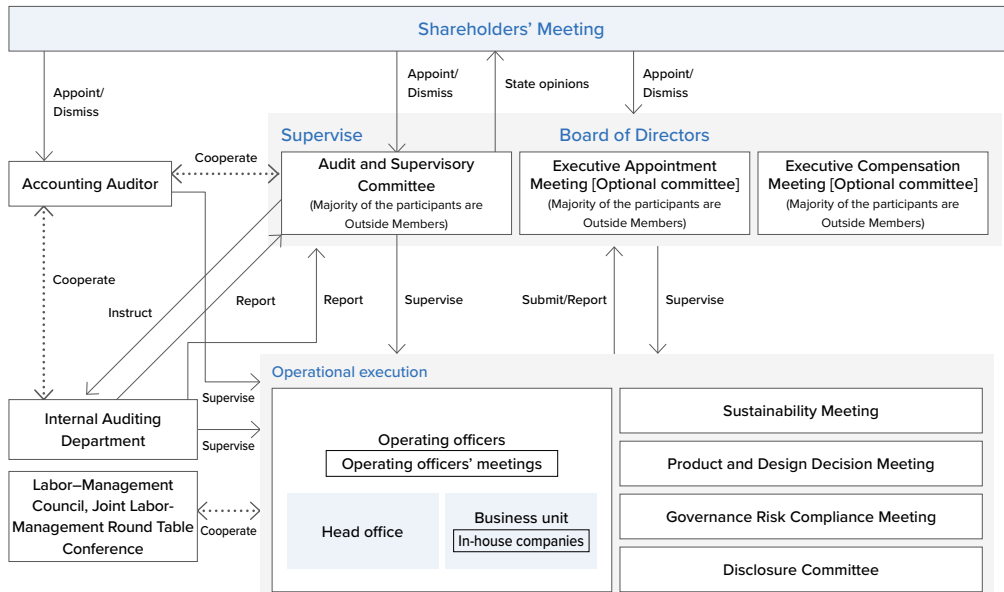 Shareholders' Meeting
Appoint/
Dismiss
Appoint/
Dismiss
State opinions
Appoint/
Dismiss
Supervise
Board of Directors
Cooperate
Accounting Auditor
Audit and Supervisory
Committee
(Majority of the participants are
Outside Members)
Executive Appointment
Meeting [Optional committee]
(Majority of the participants are
Outside Members)
Executive Compensation
Meeting [Optional committee]
(Majority of the participants are
Outside Members)
Cooperate
Instruct
Report
Report
Supervise
Submit/Report
Supervise
Operational execution
Supervise
Internal Auditing
Department
Supervise
Labor–Management
Council, Joint Labor-
Management Round Table
Conference
Cooperate
Operating officers
Operating officers' meetings
Head office
Business unit
In-house companies
Sustainability Meeting
Product and Design Decision Meeting
Governance Risk Compliance Meeting
Disclosure Committee